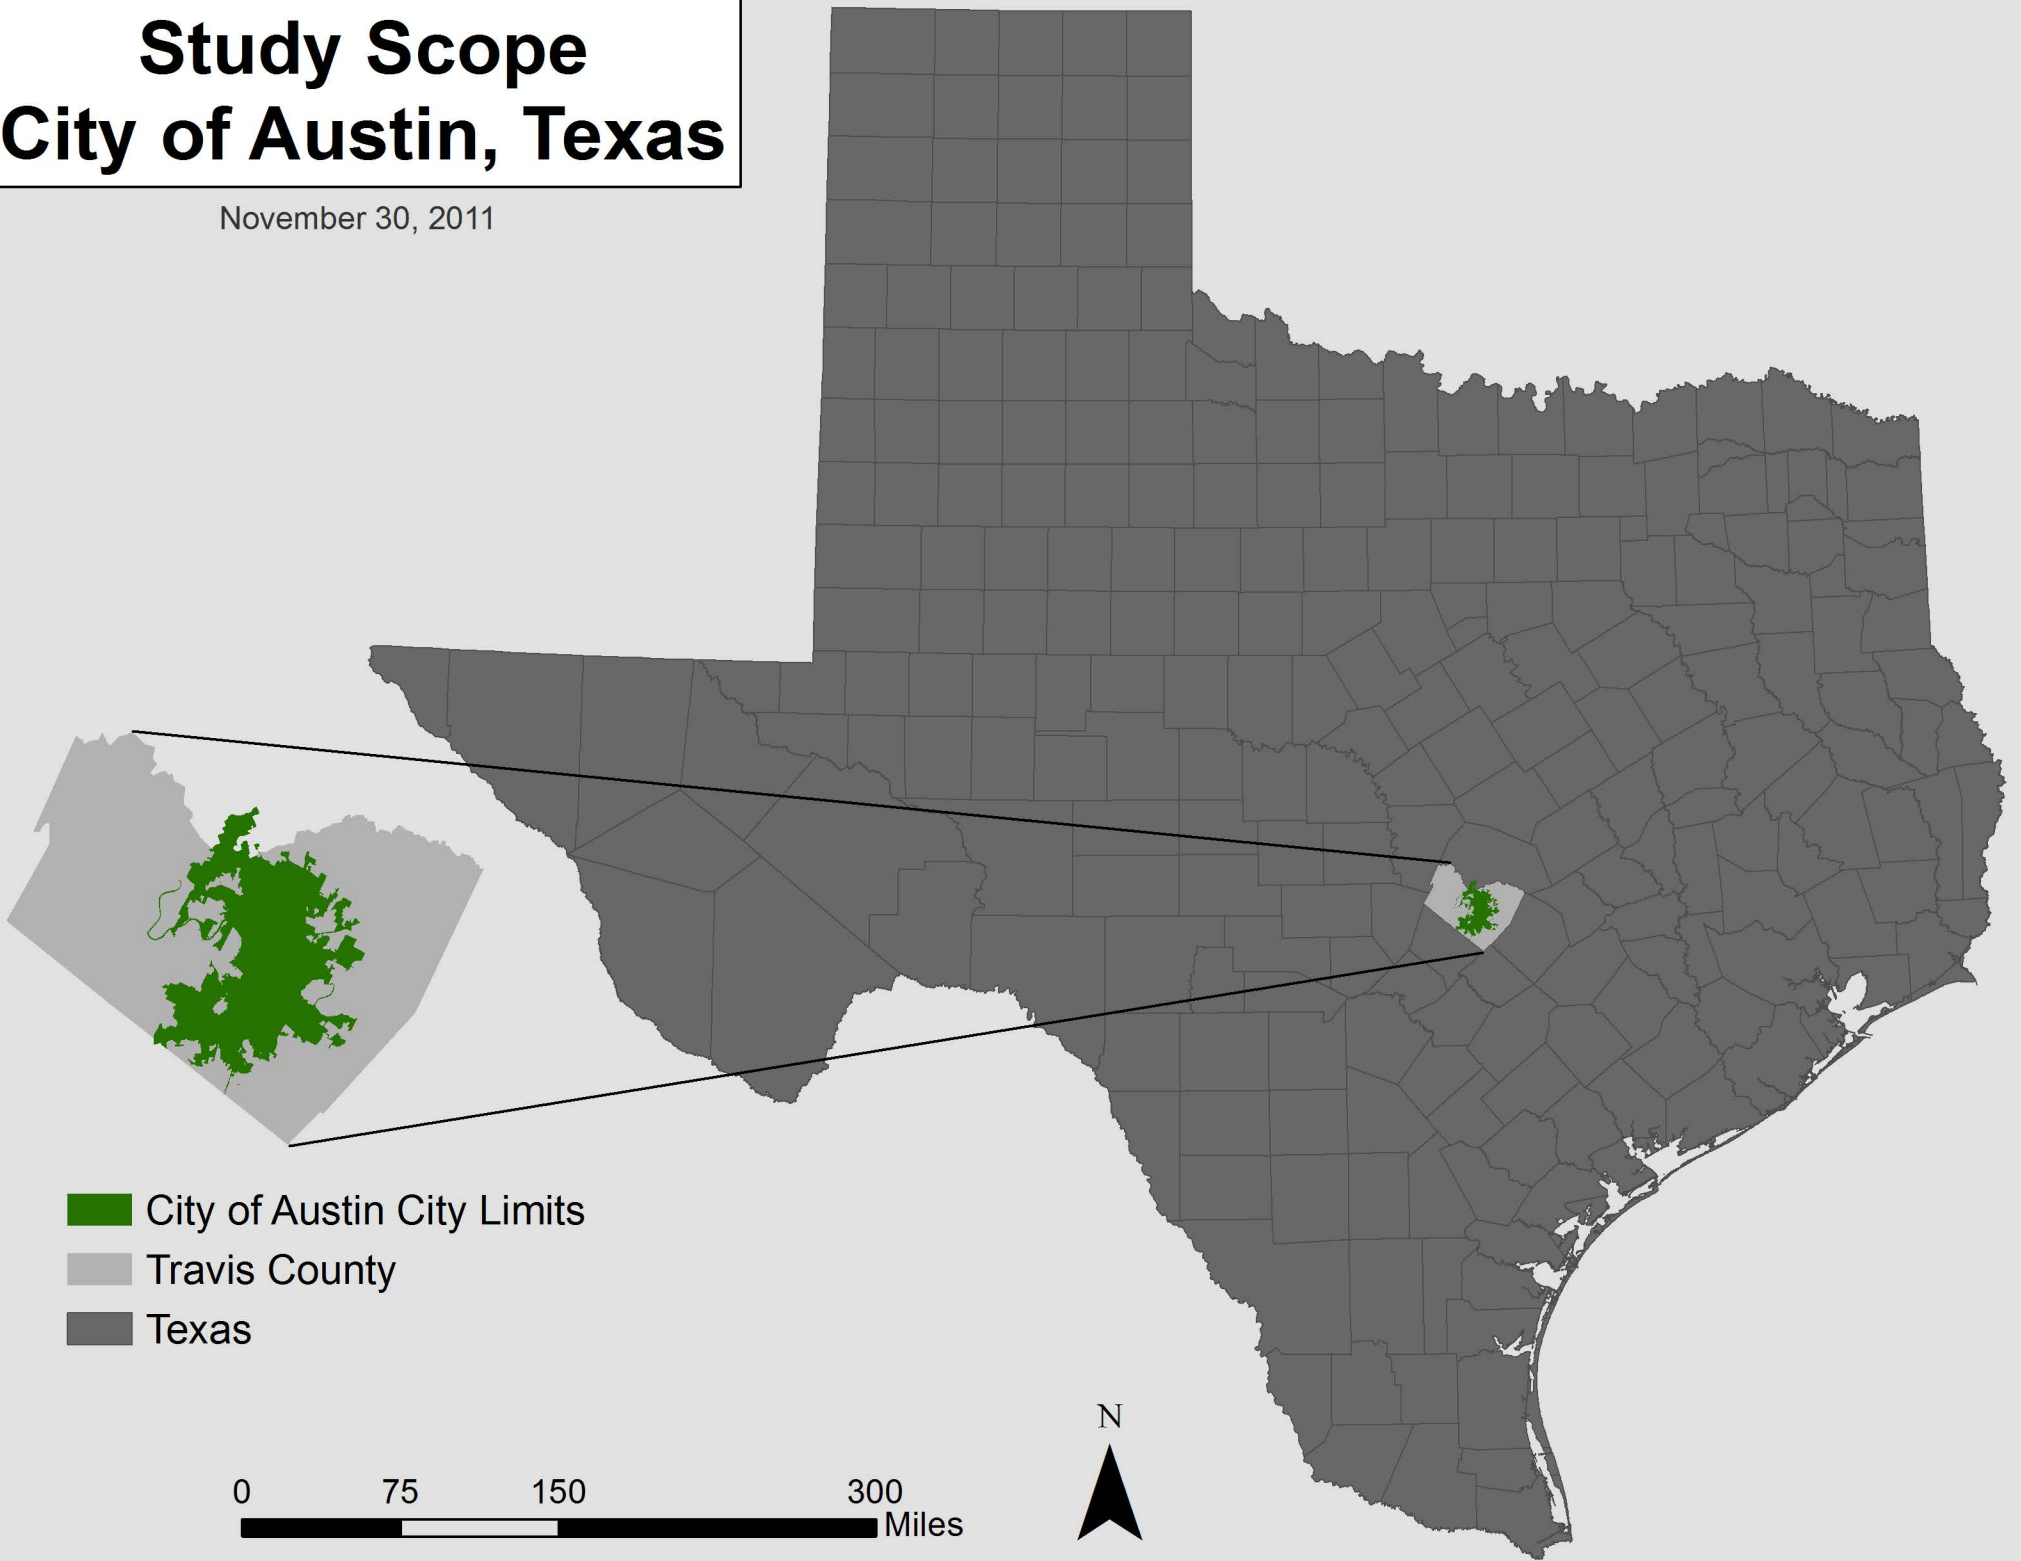 Study Scope
City of Austin, Texas
November 30, 2011
City of Austin City Limits
Travis County
Texas
0 75 150 300
Miles
N